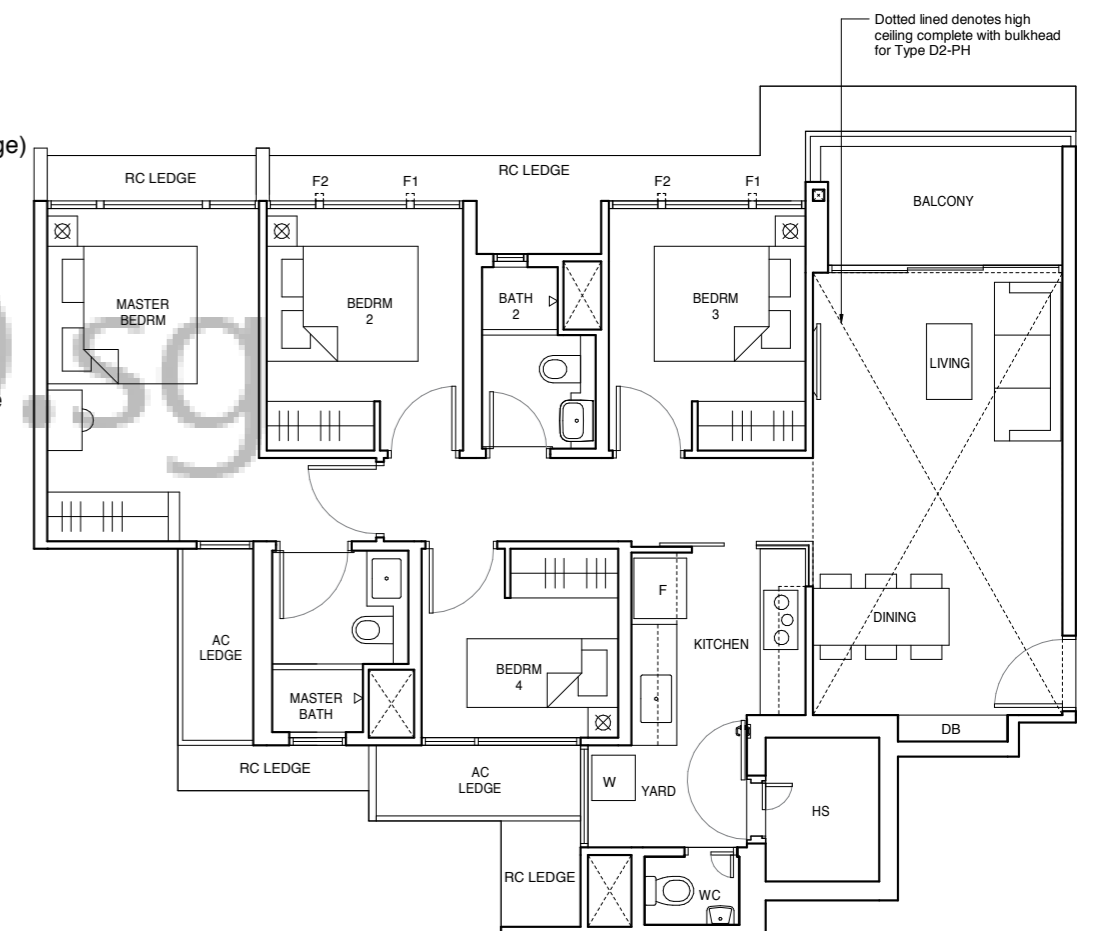 Dotted lined denotes high
ceiling complete with bulkhead
for Type D2-PH
ge)
RC LEDGE
RC LEDGE
F2
F1
F2
F1
BALCONY
MASTER
BEDRM
BEDRM
2
BATH
2
BEDRM
3
LIVING
.sg
F
DINING
AC
LEDGE
KITCHEN
BEDRM
4
MASTER
BATH
DB
RC LEDGE
AC
LEDGE
W
YARD
HS
RC LEDGE
WC